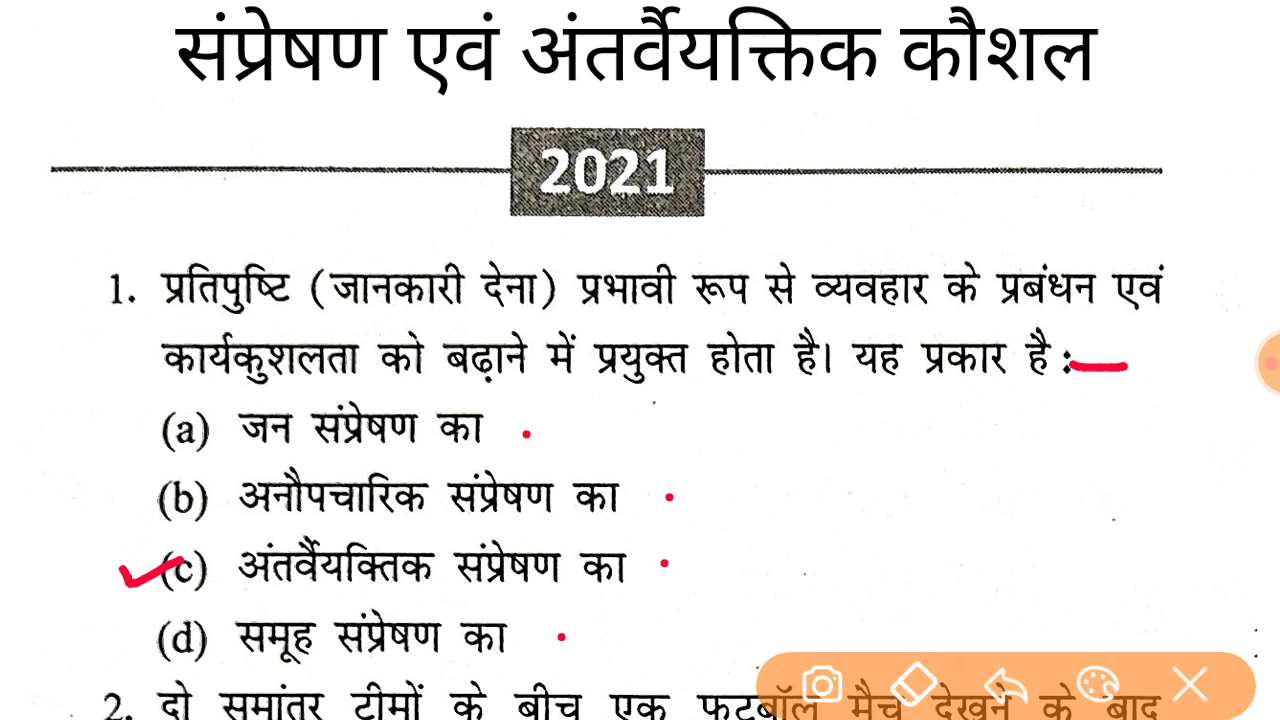 संप्रेषण एवं अंतर्वैयक्तिक कौशल
2021
1. प्रतिपुष्टि (जानकारी देना) प्रभावी रूप से व्यवहार के प्रबंधन एवं
कार्यकुशलता को बढ़ाने में प्रयुक्त होता है। यह प्रकार है :
(a) जन संप्रेषण का
(b) अनौपचारिक संप्रेषण का
(c) अंतर्वैयक्तिक संप्रेषण का
(d) समूह संप्रेषण का
2. दो समांतर टीमों के बीच एक फुटबॉल मैच देखने के बाद